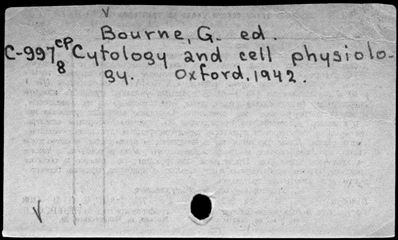 Bourne, G. ed.
C-997 cp 8 Cytology and cell physiolo-
gy. Oxford, 1942.